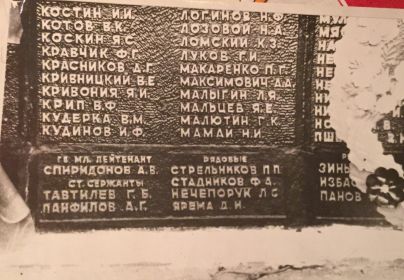 КОСТИН И.И.
КОТОВ В.К.
КОСКИН Я.С.
КРАВЧИК Ф.Г.
КРАСНИКОВ А.Г.
КРИВНИЦКИЙ В.Е
КРИВОНИЯ Я.И
КРИП В.Ф
КУДЕРКА В.М.
КУДИНОВ И.Ф.
ЛОГИНОВ Н.Ф.
ЛОЗОВОЙ Н.А.
ЛОМСКИЙ К.З.
ЛУКОВ Г.И.
МАКАРЕНКО П.Г.
МАКСИМОВИЧ Д.А.
МАЛЫГИН Л.Я.
МАЛЬЦЕВ Я.Е.
МАЛЮТИН Г.К.
МАМАЙ Ч.И.
ГВ МЛ. ЛЕЙТЕНАНТ
СПИРИДОНОВ А.В.
СТ. СЕРЖАНТЫ
ТАВТИЛЕВ Г.Б.
ПАНФИЛОВ А.Г.
РЯДОВЫЕ
СТРЕЛЬНИКОВ П.П.
СТАДНИКОВ Ф.А.
НЕЧЕПОРУК Л.С
ЯРЕМА Д.И.
ЗИНЬ
ИЗБАС
ПАНОВ